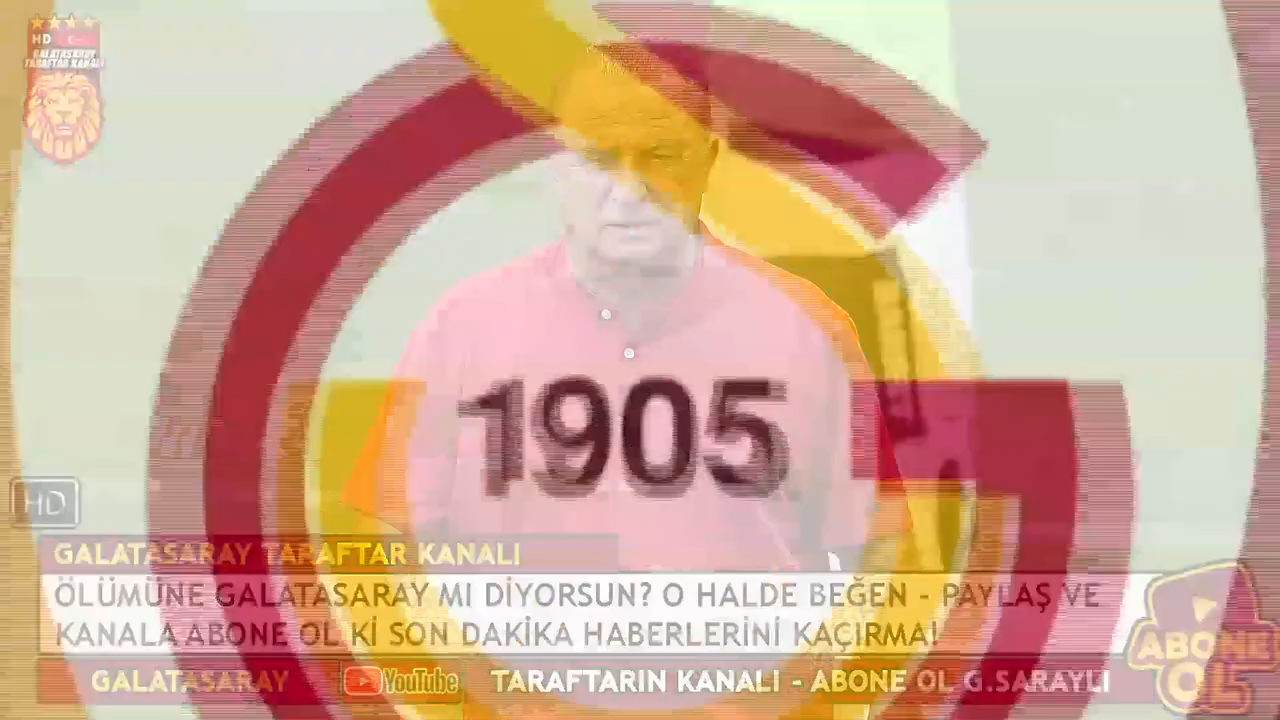 HD
GALATASARAY
TARAFTAR KANALI
1905
HD
GALATASARAY TARAFTAR KANALI
ÖLÜMÜNE GALATASARAY MI DİYORSUN? O HALDE BEĞEN - PAYLAŞ VE
KANALA ABONE OL Kİ SON DAKİKA HABERLERİNİ KAÇIRMA!
GALATASARAY YouTube TARAFTARIN KANALI - ABONE OL G.SARAYLI
ABONE
OL